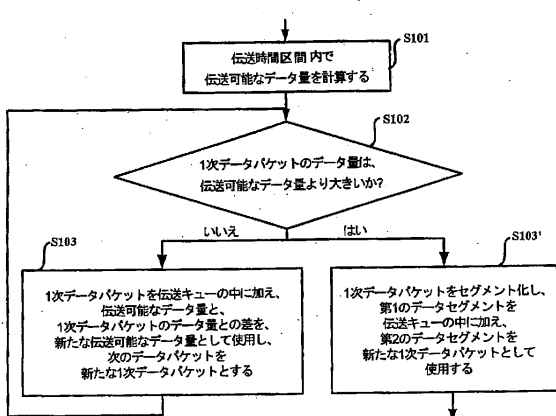 S101
伝送時間区間内で
伝送可能なデータ量を計算する
S102
1次データパケットのデータ量は、
伝送可能なデータ量より大きいか?
いいえ
はい
S103
1次データパケットを伝送キューの中に加え、
伝送可能なデータ量と、
1次データパケットのデータ量との差を、
新たな伝送可能なデータ量として使用し、
次のデータパケットを
新たな1次データパケットとする
S103'
1次データパケットをセグメント化し、
第1のデータセグメントを
伝送キューの中に加え、
第2のデータセグメントを
新たな1次データパケットとして
使用する